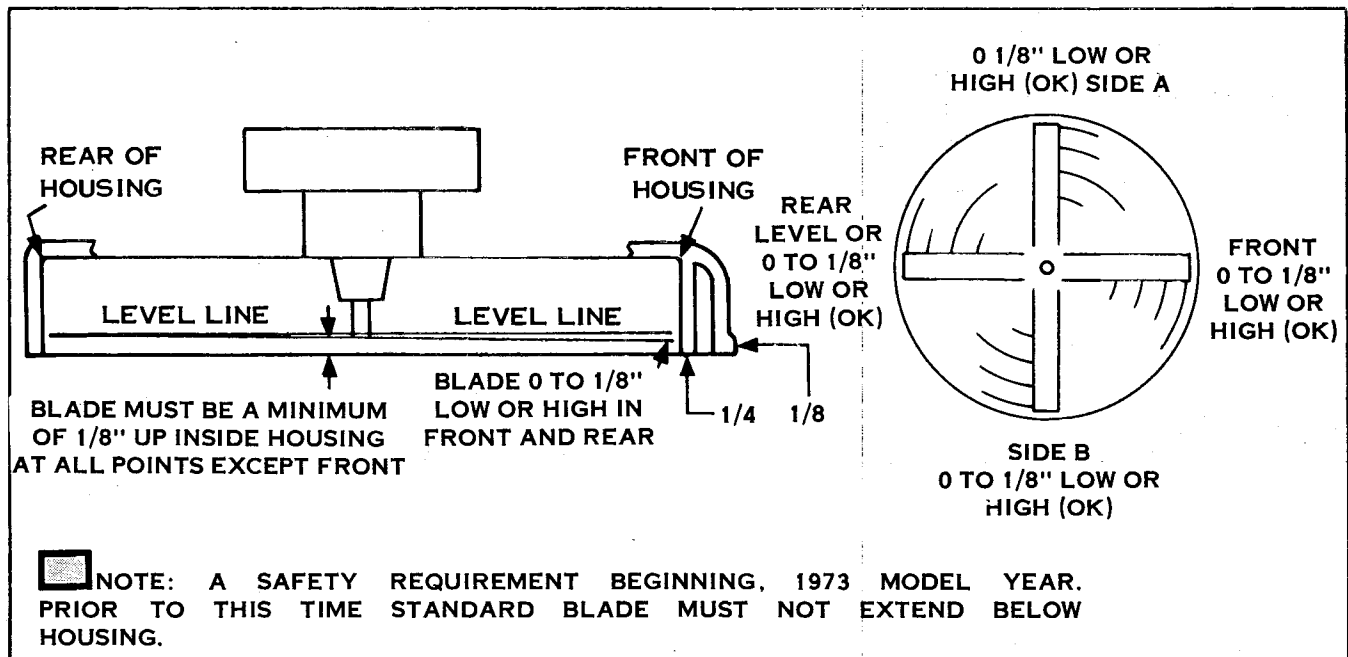 REAR OF
HOUSING
FRONT OF
HOUSING
LEVEL LINE
LEVEL LINE
BLADE MUST BE A MINIMUM
OF 1/8" UP INSIDE HOUSING
AT ALL POINTS EXCEPT FRONT
BLADE 0 TO 1/8"
LOW OR HIGH IN
FRONT AND REAR
1/4
1/8
0 1/8" LOW OR
HIGH (OK) SIDE A
REAR
LEVEL OR
0 TO 1/8"
LOW OR
HIGH (OK)
FRONT
0 TO 1/8"
LOW OR
HIGH (OK)
SIDE B
0 TO 1/8" LOW OR
HIGH (OK)
NOTE: A SAFETY REQUIREMENT BEGINNING, 1973 MODEL YEAR.
PRIOR TO THIS TIME STANDARD BLADE MUST NOT EXTEND BELOW
HOUSING.